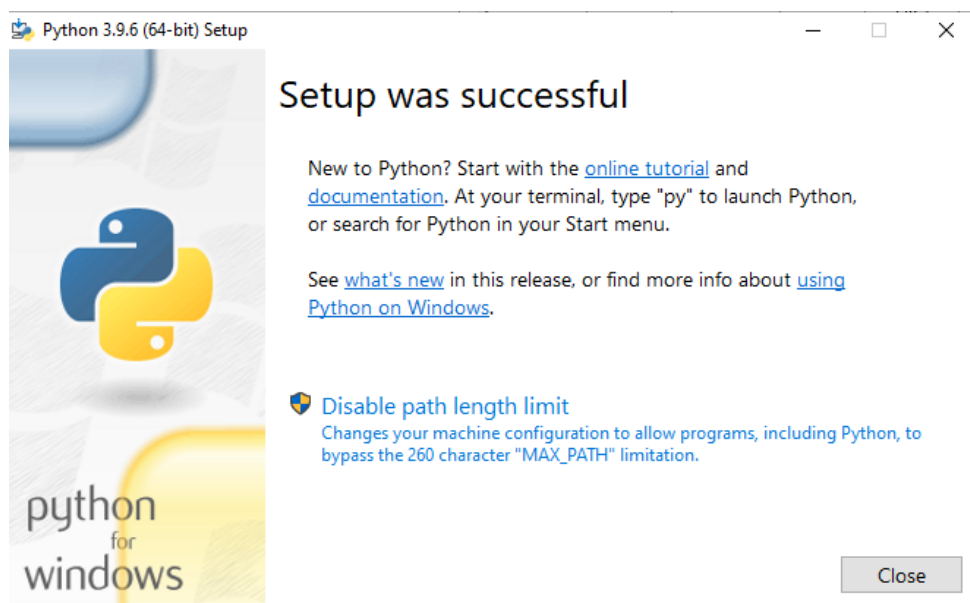 Python 3.9.6 (64-bit) Setup
Setup was successful
New to Python? Start with the online tutorial and
documentation. At your terminal, type "py" to launch Python,
or search for Python in your Start menu.
See what's new in this release, or find more info about using
Python on Windows.
Disable path length limit
Changes your machine configuration to allow programs, including Python, to
bypass the 260 character "MAX_PATH" limitation.
python
for
windows
Close